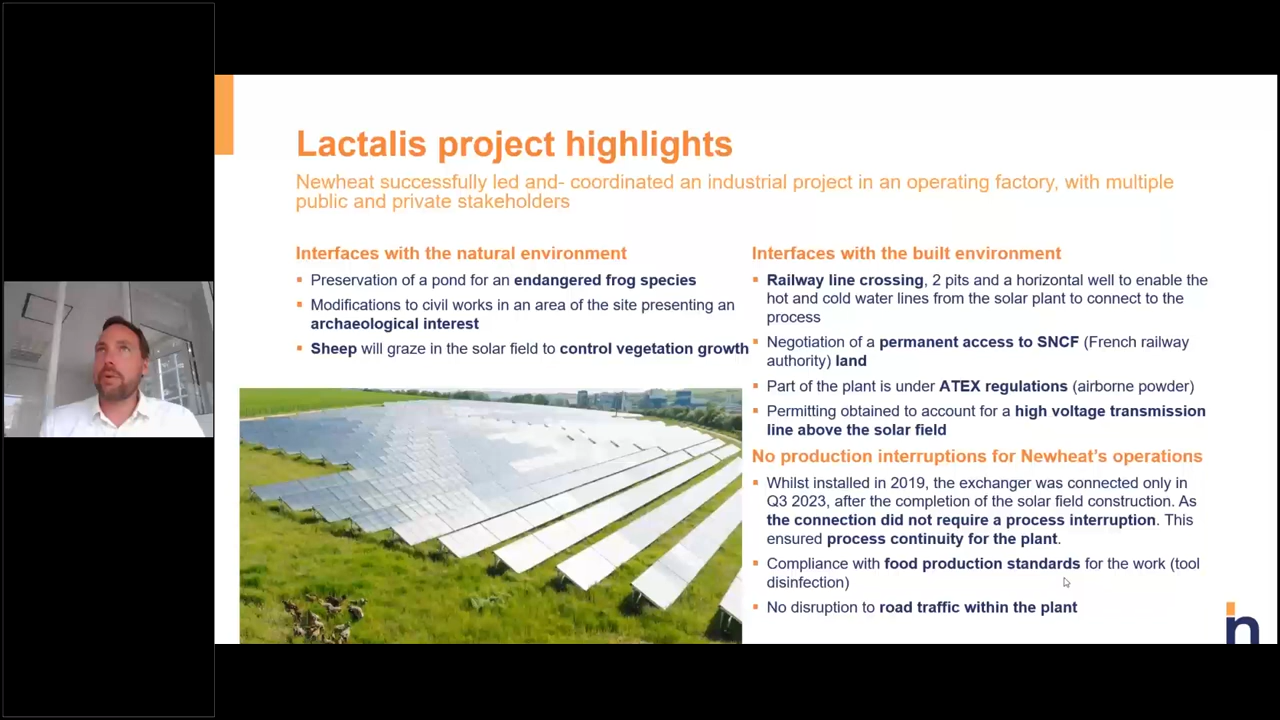 Lactalis project highlights
Newheat successfully led and- coordinated an industrial project in an operating factory, with multiple
public and private stakeholders
Interfaces with the natural environment
▪ Preservation of a pond for an endangered frog species
▪ Modifications to civil works in an area of the site presenting an
archaeological interest
▪ Sheep will graze in the solar field to control vegetation growth
Interfaces with the built environment
▪ Railway line crossing, 2 pits and a horizontal well to enable the
hot and cold water lines from the solar plant to connect to the
process
▪ Negotiation of a permanent access to SNCF (French railway
authority) land
▪ Part of the plant is under ATEX regulations (airborne powder)
▪ Permitting obtained to account for a high voltage transmission
line above the solar field
No production interruptions for Newheat's operations
▪ Whilst installed in 2019, the exchanger was connected only in
Q3 2023, after the completion of the solar field construction. As
the connection did not require a process interruption. This
ensured process continuity for the plant.
▪ Compliance with food production standards for the work (tool
disinfection)
▪ No disruption to road traffic within the plant